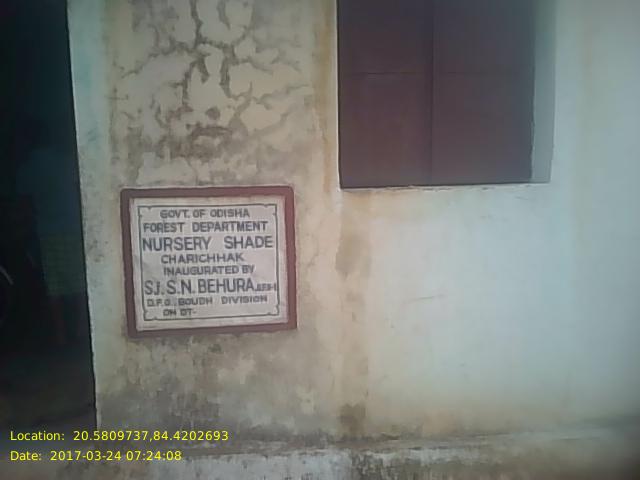 GOVT. OF ODISHA
FOREST DEPARTMENT
NURSERY SHADE
CHARICHHAK
INAUGURATED BY
SJ. S.N. BEHURA
D.F.O., BOUDH DIVISION
ON DT-
Location: 20.5809737,84.4202693
Date: 2017-03-24 07:24:08